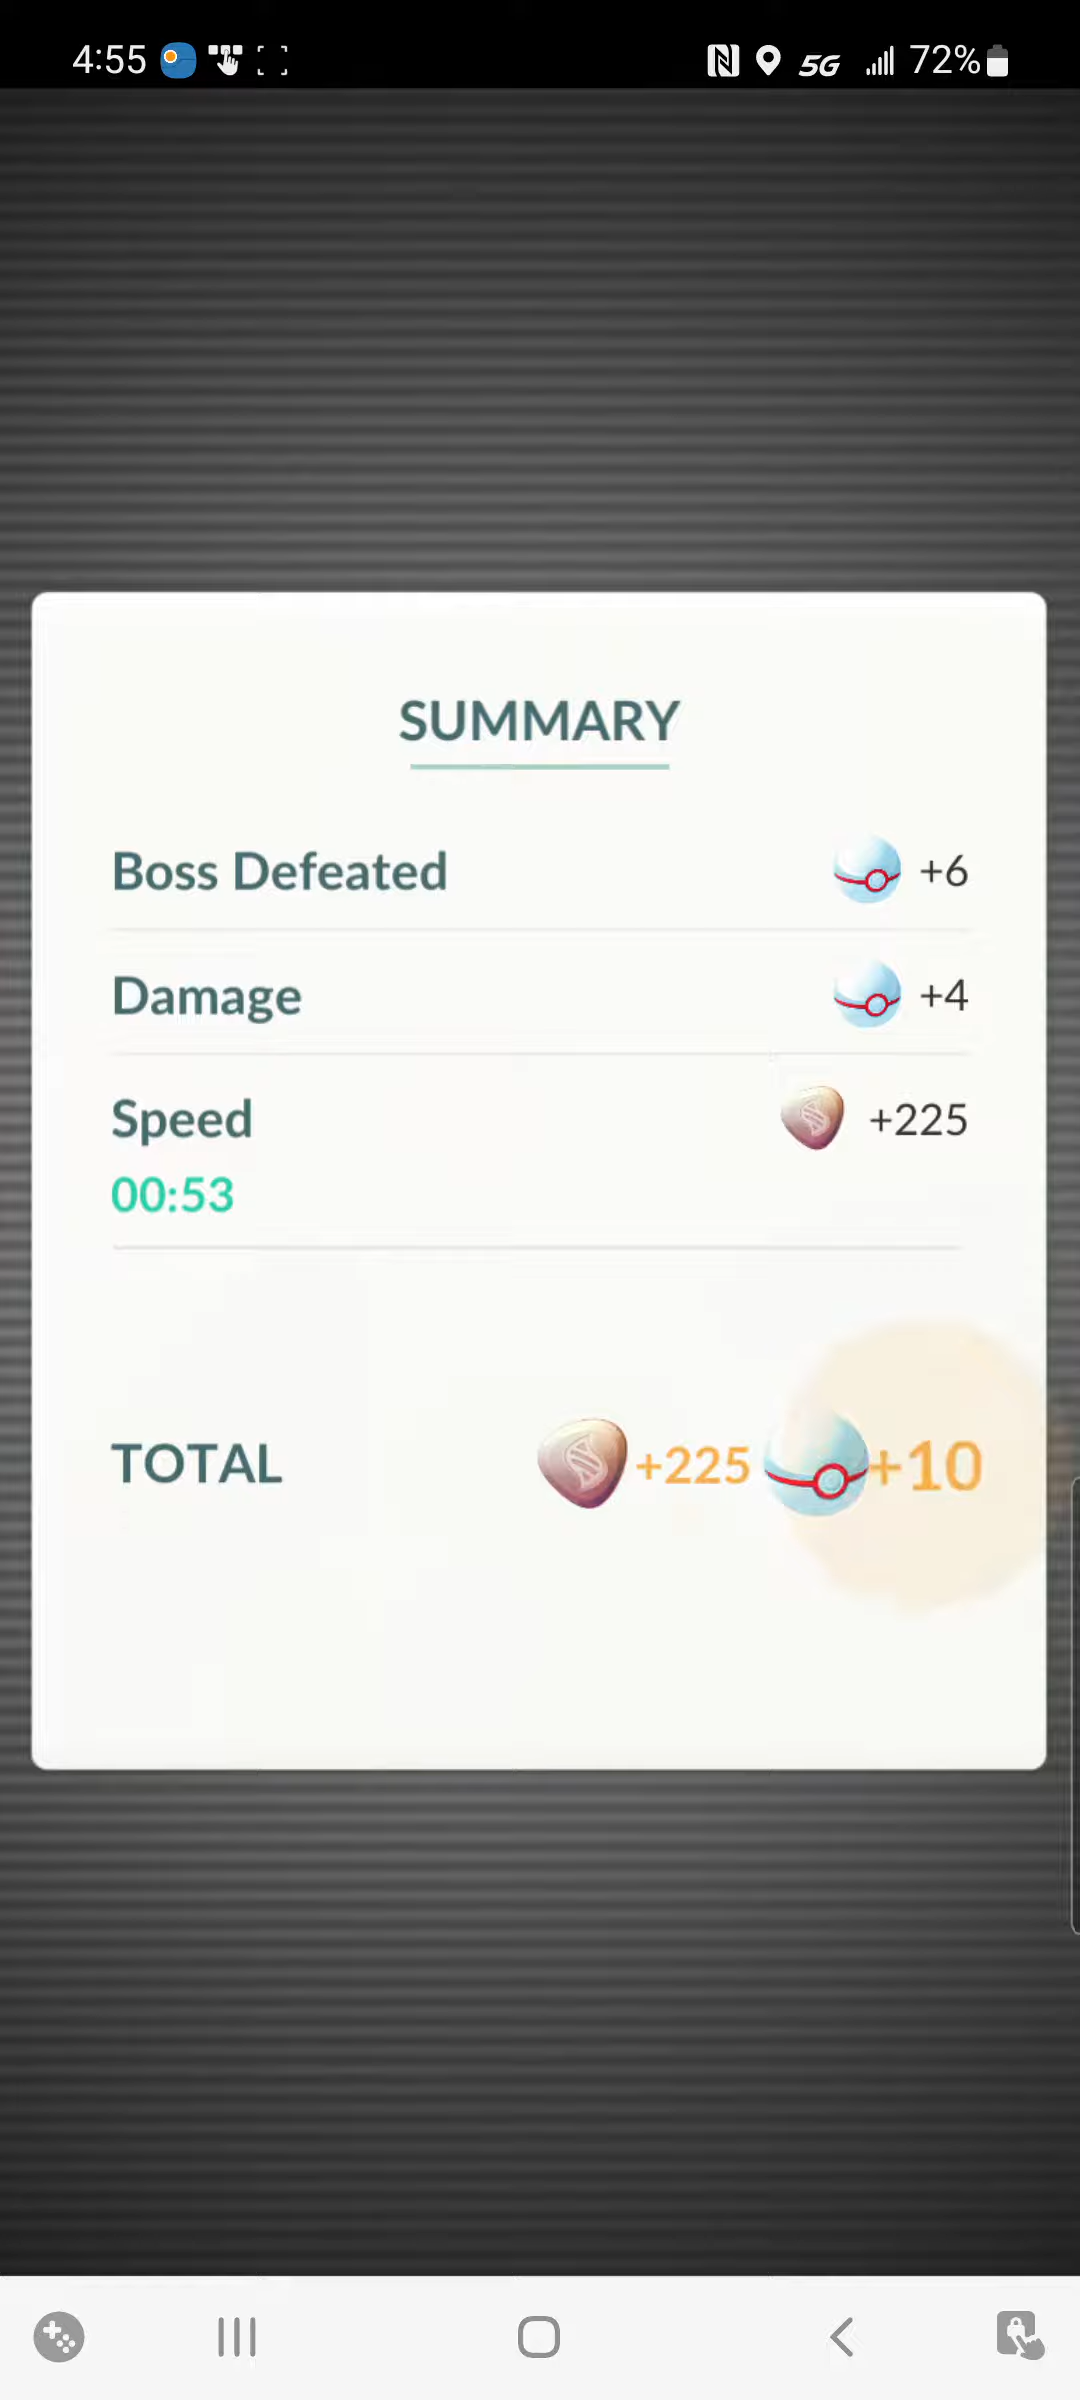 4:55 5G 72%
SUMMARY
Boss Defeated +6
Damage +4
Speed +225
00:53
TOTAL +225 +10